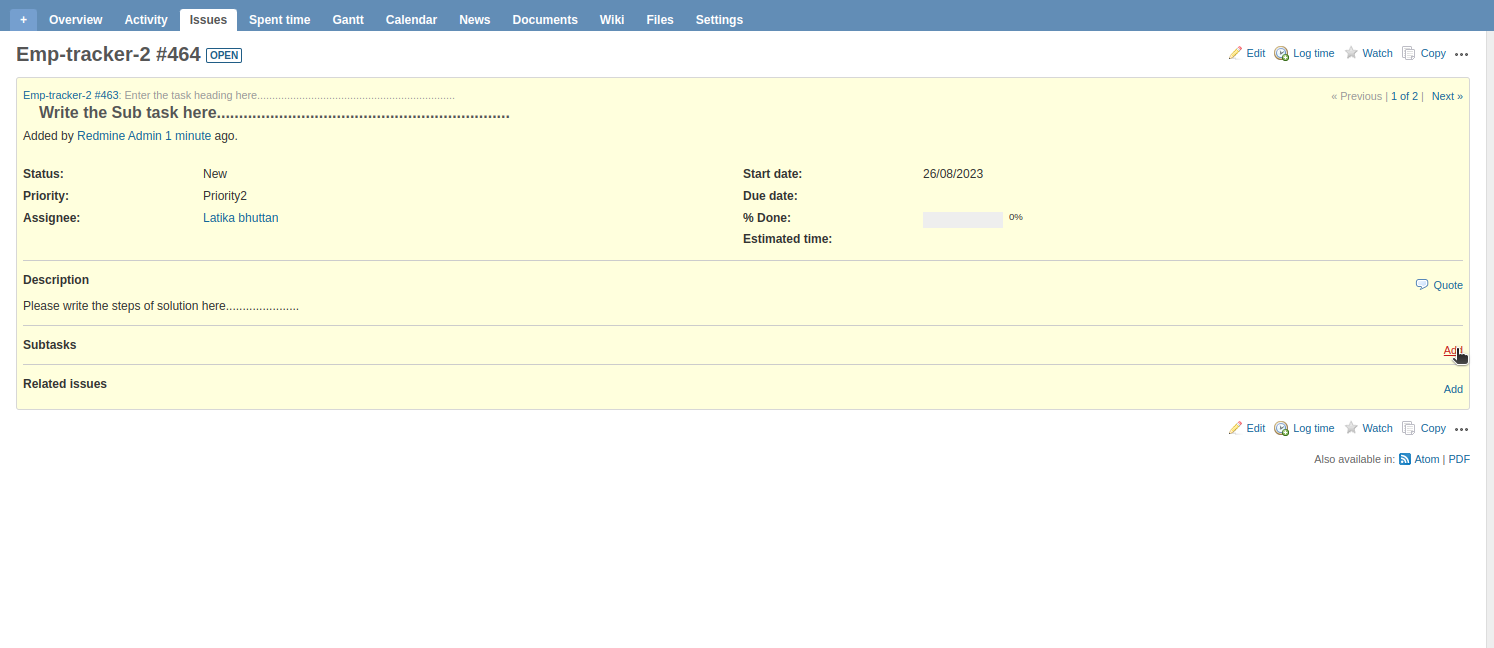 + Overview Activity Issues Spent time Gantt Calendar News Documents Wiki Files Settings
Emp-tracker-2 #464 OPEN
Edit Log time Watch Copy •••
Emp-tracker-2 #463: Enter the task heading here..................................................................
« Previous | 1 of 2 | Next »
Write the Sub task here..................................................................
Added by Redmine Admin 1 minute ago.
Status: New Start date: 26/08/2023
Priority: Priority2 Due date:
Assignee: Latika bhuttan % Done: 0%
Estimated time:
Description
Quote
Please write the steps of solution here......................
Subtasks
Add
Related issues
Add
Edit Log time Watch Copy •••
Also available in: Atom | PDF